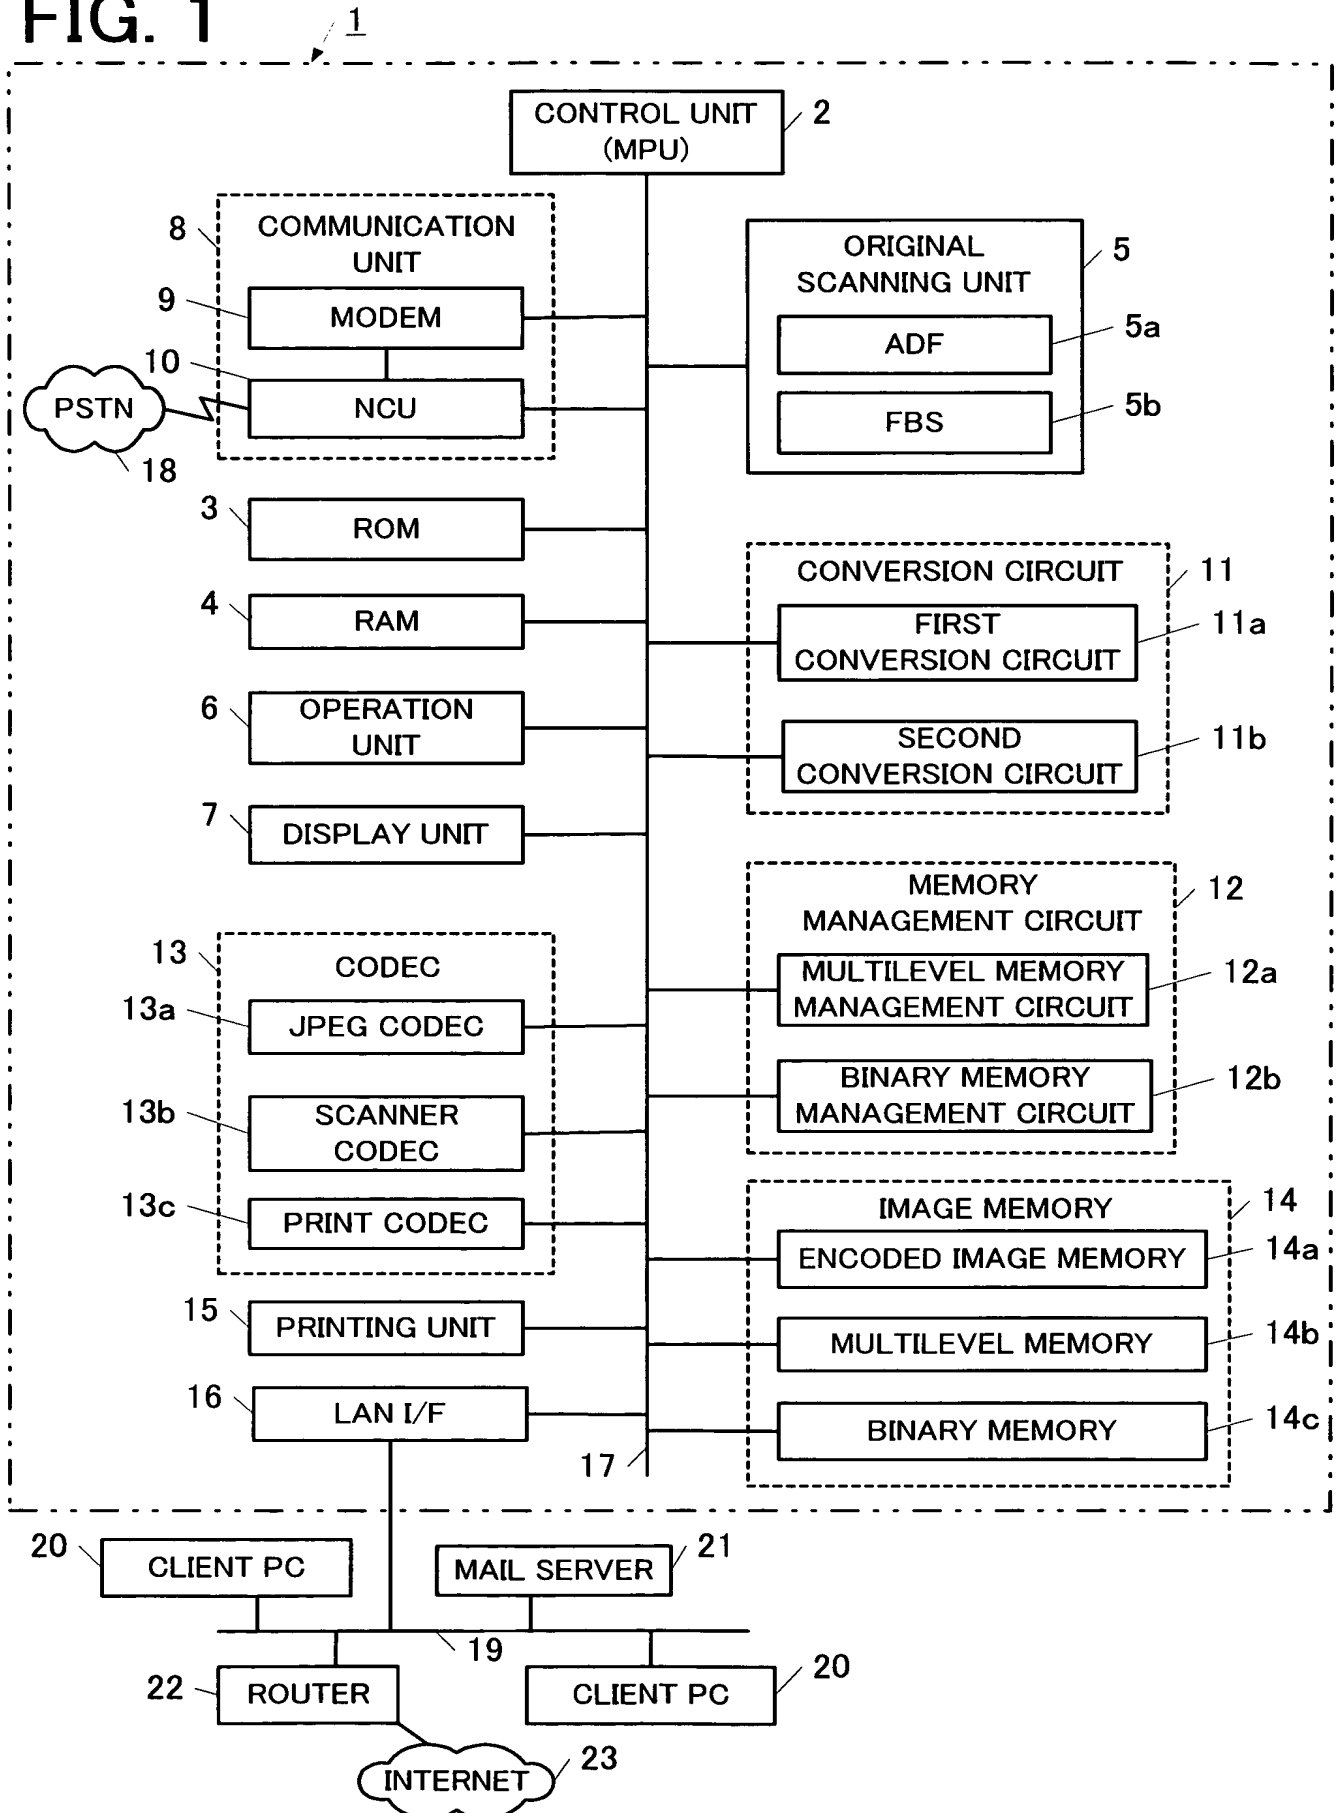 FIG. 1
1
CONTROL UNIT
(MPU)
2
8
COMMUNICATION
UNIT
9
MODEM
10
NCU
PSTN
18
ORIGINAL
SCANNING UNIT
5
ADF
5a
FBS
5b
3
ROM
4
RAM
6
OPERATION
UNIT
7
DISPLAY UNIT
CONVERSION CIRCUIT
11
FIRST
CONVERSION CIRCUIT
11a
SECOND
CONVERSION CIRCUIT
11b
MEMORY
MANAGEMENT CIRCUIT
12
MULTILEVEL MEMORY
MANAGEMENT CIRCUIT
12a
BINARY MEMORY
MANAGEMENT CIRCUIT
12b
13
CODEC
13a
JPEG CODEC
13b
SCANNER
CODEC
13c
PRINT CODEC
15
PRINTING UNIT
16
LAN I/F
17
IMAGE MEMORY
14
ENCODED IMAGE MEMORY
14a
MULTILEVEL MEMORY
14b
BINARY MEMORY
14c
20
CLIENT PC
MAIL SERVER
21
19
22
ROUTER
CLIENT PC
20
INTERNET
23